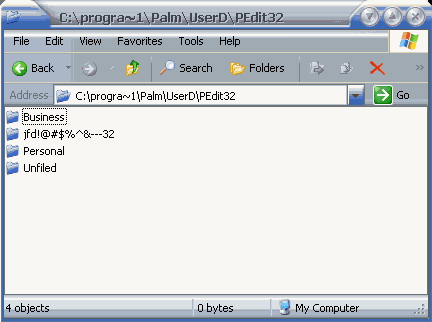 C:\progra~1\Palm\UserD\PEdit32
File Edit View Favorites Tools Help
Back Search Folders
Address C:\progra~1\Palm\UserD\PEdit32 Go
Business
jfd!@#$%^&---32
Personal
Unfiled
4 objects 0 bytes My Computer